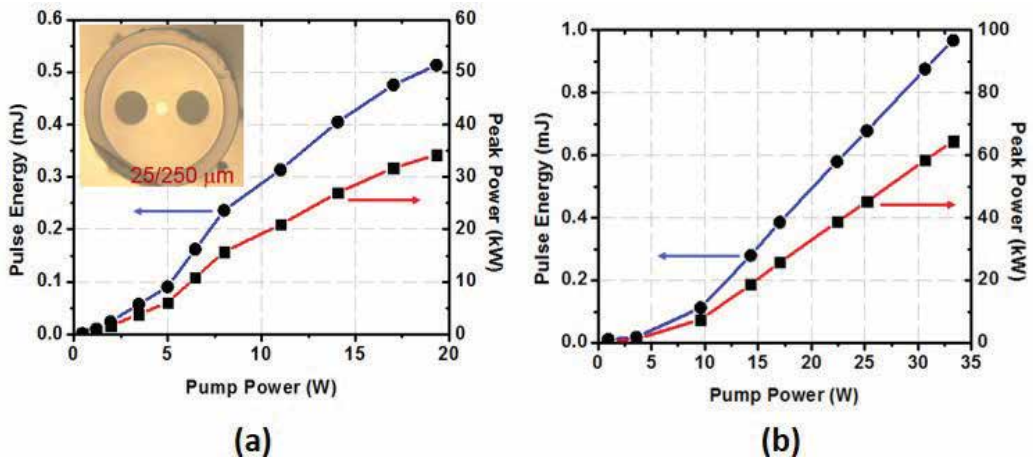 0.6
0.5
0.4
0.3
0.2
0.1
0.0
Pulse Energy (mJ)
25/250 μm
60
50
40
30
20
10
0
Peak Power (kW)
0 5 10 15 20
Pump Power (W)
(a)
1.0
0.8
0.6
0.4
0.2
0.0
Pulse Energy (mJ)
100
80
60
40
20
0
Peak Power (kW)
0 5 10 15 20 25 30 35
Pump Power (W)
(b)